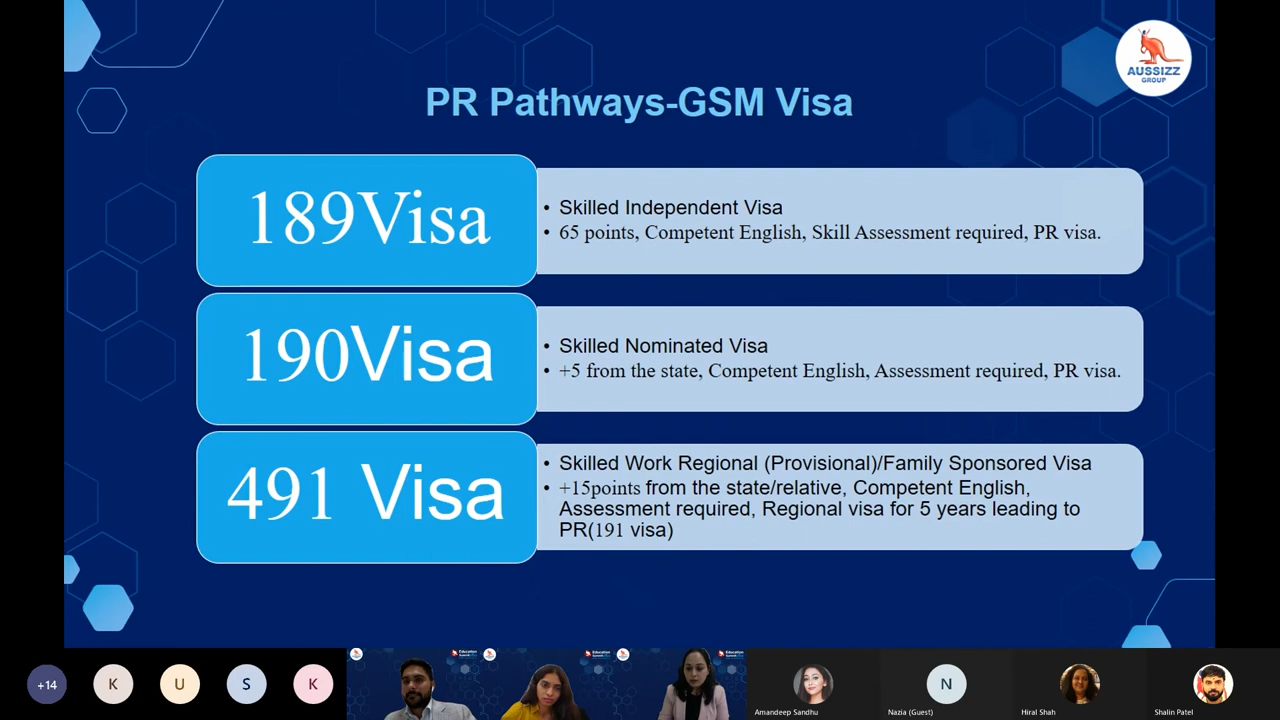 AUSSIZZ
GROUP
PR Pathways-GSM Visa
189Visa
• Skilled Independent Visa
• 65 points, Competent English, Skill Assessment required, PR visa.
190Visa
• Skilled Nominated Visa
• +5 from the state, Competent English, Assessment required, PR visa.
491 Visa
• Skilled Work Regional (Provisional)/Family Sponsored Visa
• +15points from the state/relative, Competent English,
Assessment required, Regional visa for 5 years leading to
PR(191 visa)
+14
K
U
S
K
Education
Education
Education
N
Amandeep Sandhu
Nazia (Guest)
Hiral Shah
Shalin Patel